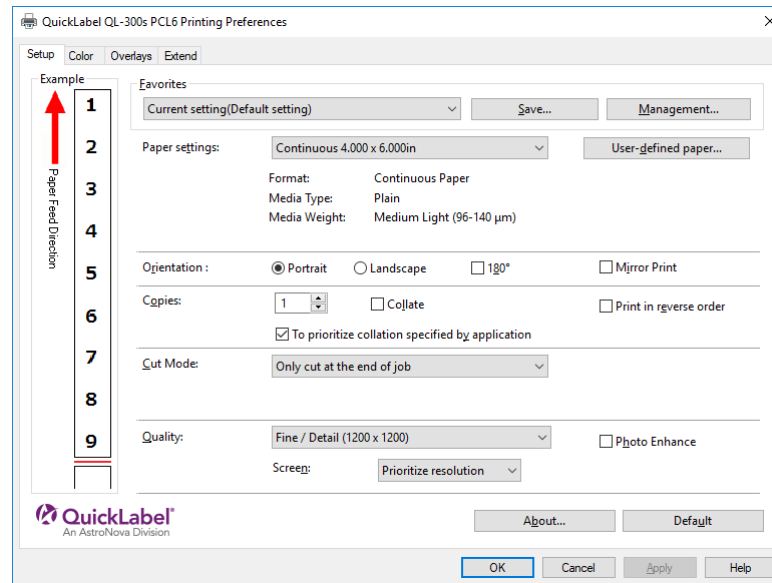 QuickLabel QL-300s PCL6 Printing Preferences
Setup Color Overlays Extend
Example
1
2
3
4
5
6
7
8
9
Paper Feed Direction
Favorites
Current setting(Default setting) Save... Management...
Paper settings: Continuous 4.000 x 6.000in User-defined paper...
Format: Continuous Paper
Media Type: Plain
Media Weight: Medium Light (96-140 µm)
Orientation : Portrait Landscape 180° Mirror Print
Copies: 1 Collate Print in reverse order
To prioritize collation specified by application
Cut Mode: Only cut at the end of job
Quality: Fine / Detail (1200 x 1200) Photo Enhance
Screen: Prioritize resolution
QuickLabel®
An AstroNova Division
About... Default
OK Cancel Apply Help